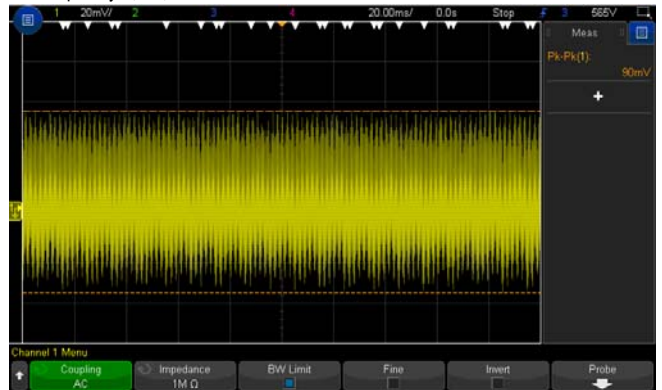 1 20mV/ 2 3 4 20.00ms/ 0.0s Stop 3 565V
Meas
Pk-Pk(1):
90mV
Channel 1 Menu
Coupling Impedance BW Limit Fine Invert Probe
AC 1M Ω